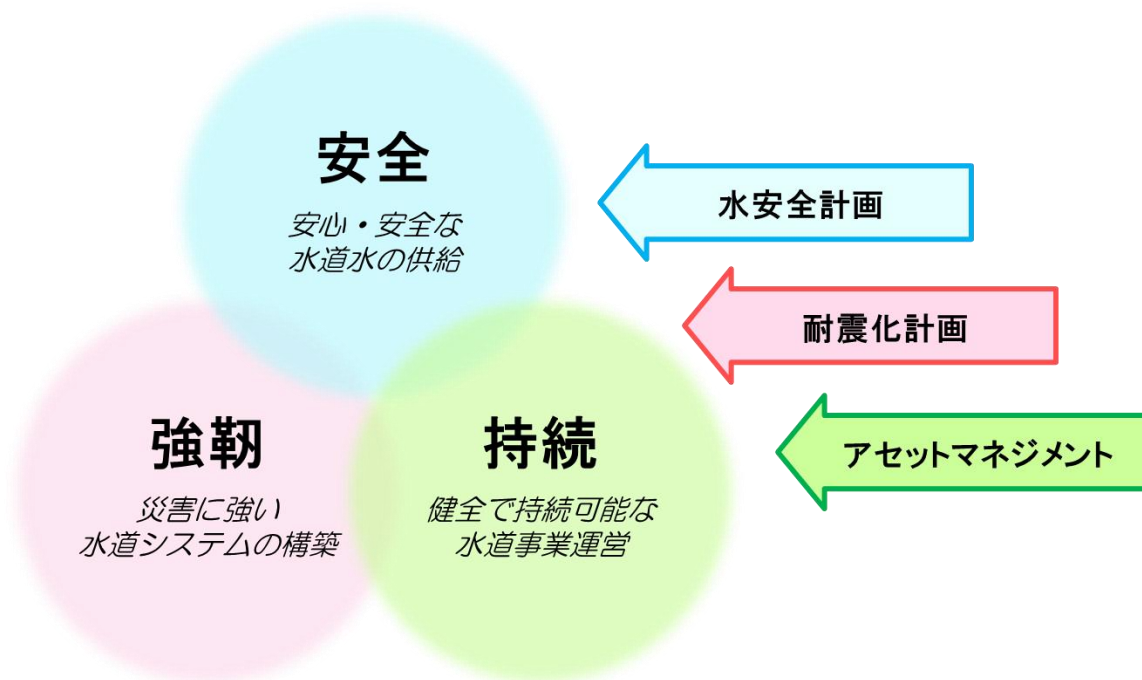 安全
安心・安全な
水道水の供給
水安全計画
耐震化計画
強靭
災害に強い
水道システムの構築
持続
健全で持続可能な
水道事業運営
アセットマネジメント